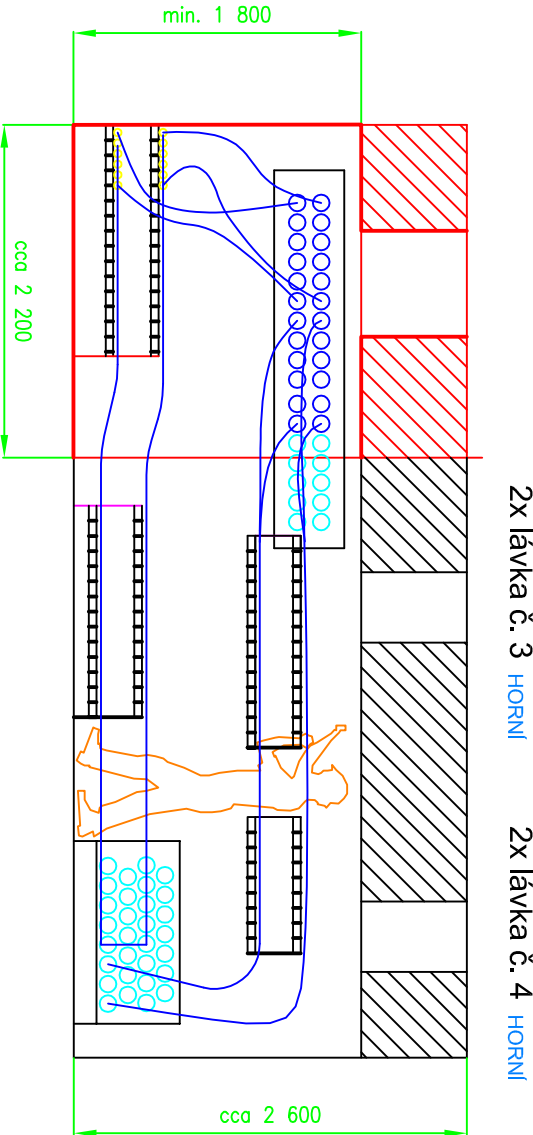 min. 1 800
cca 2 200
2x lávka č. 3 HORNÍ
2x lávka č. 4 HORNÍ
cca 2 600